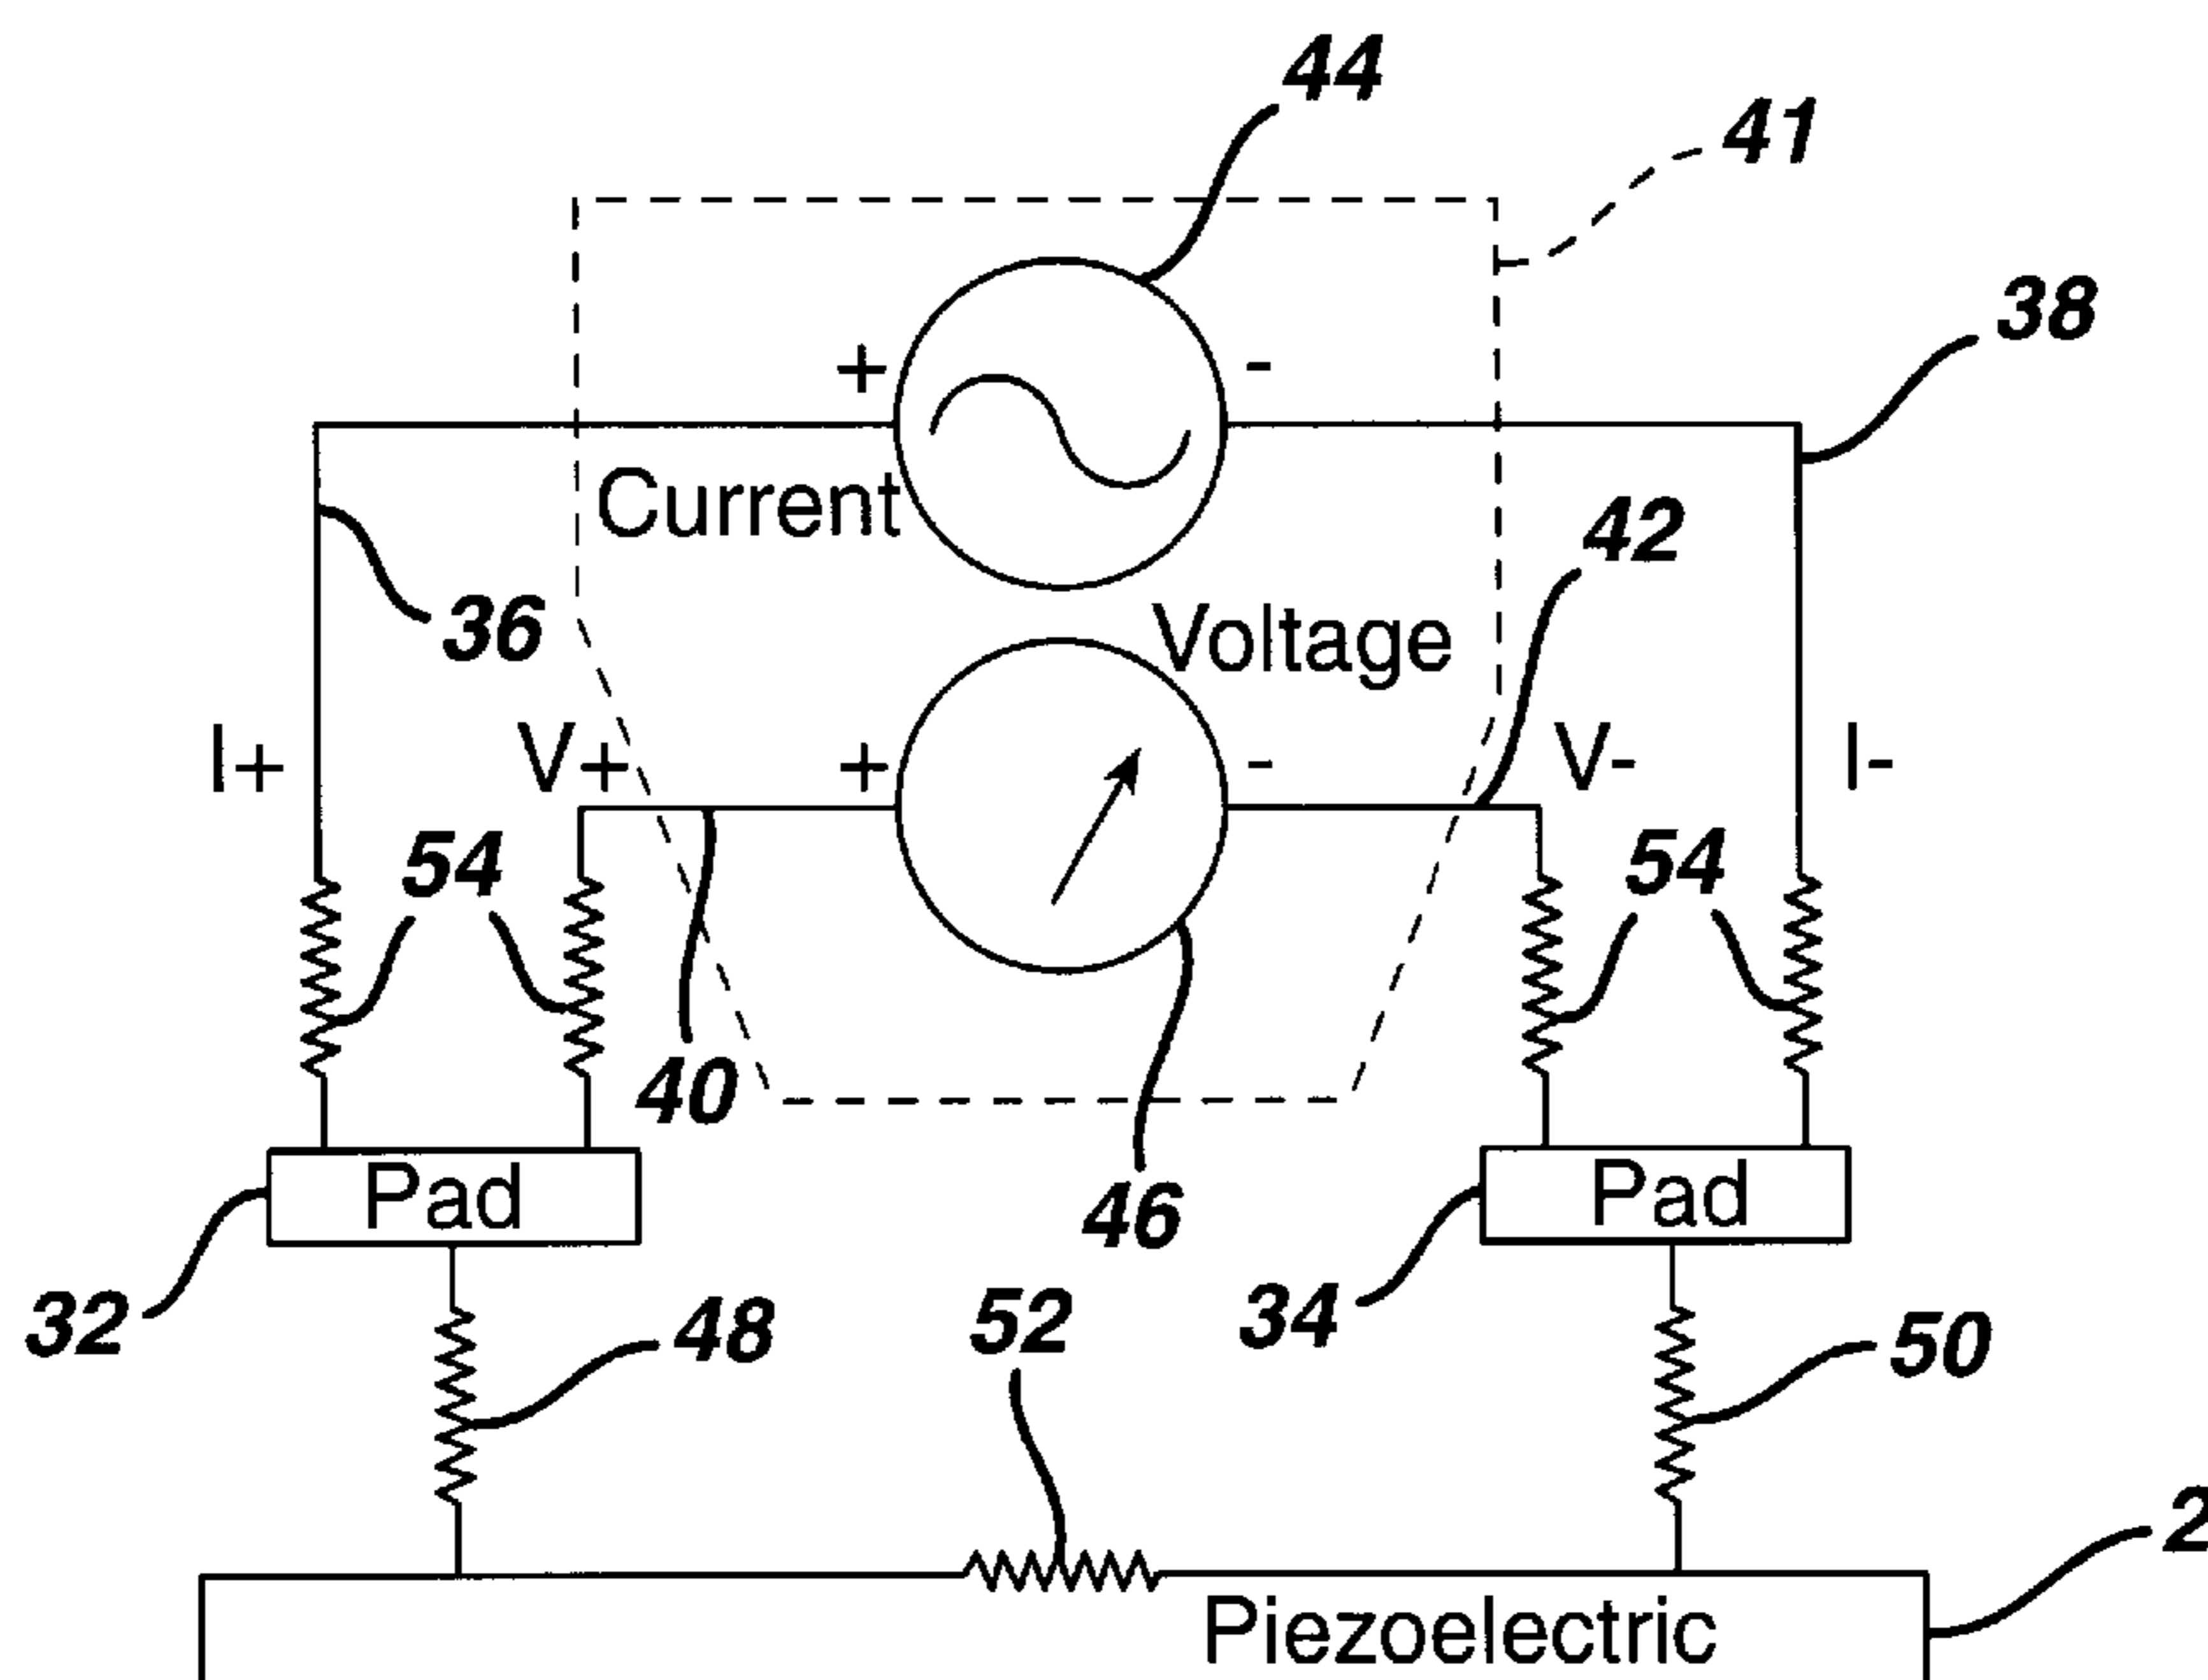 44
41
38
+ -
Current
42
36
Voltage
I+ V+ + - V- I-
54 54
40
Pad Pad
46
32 52 34
48 50
Piezoelectric